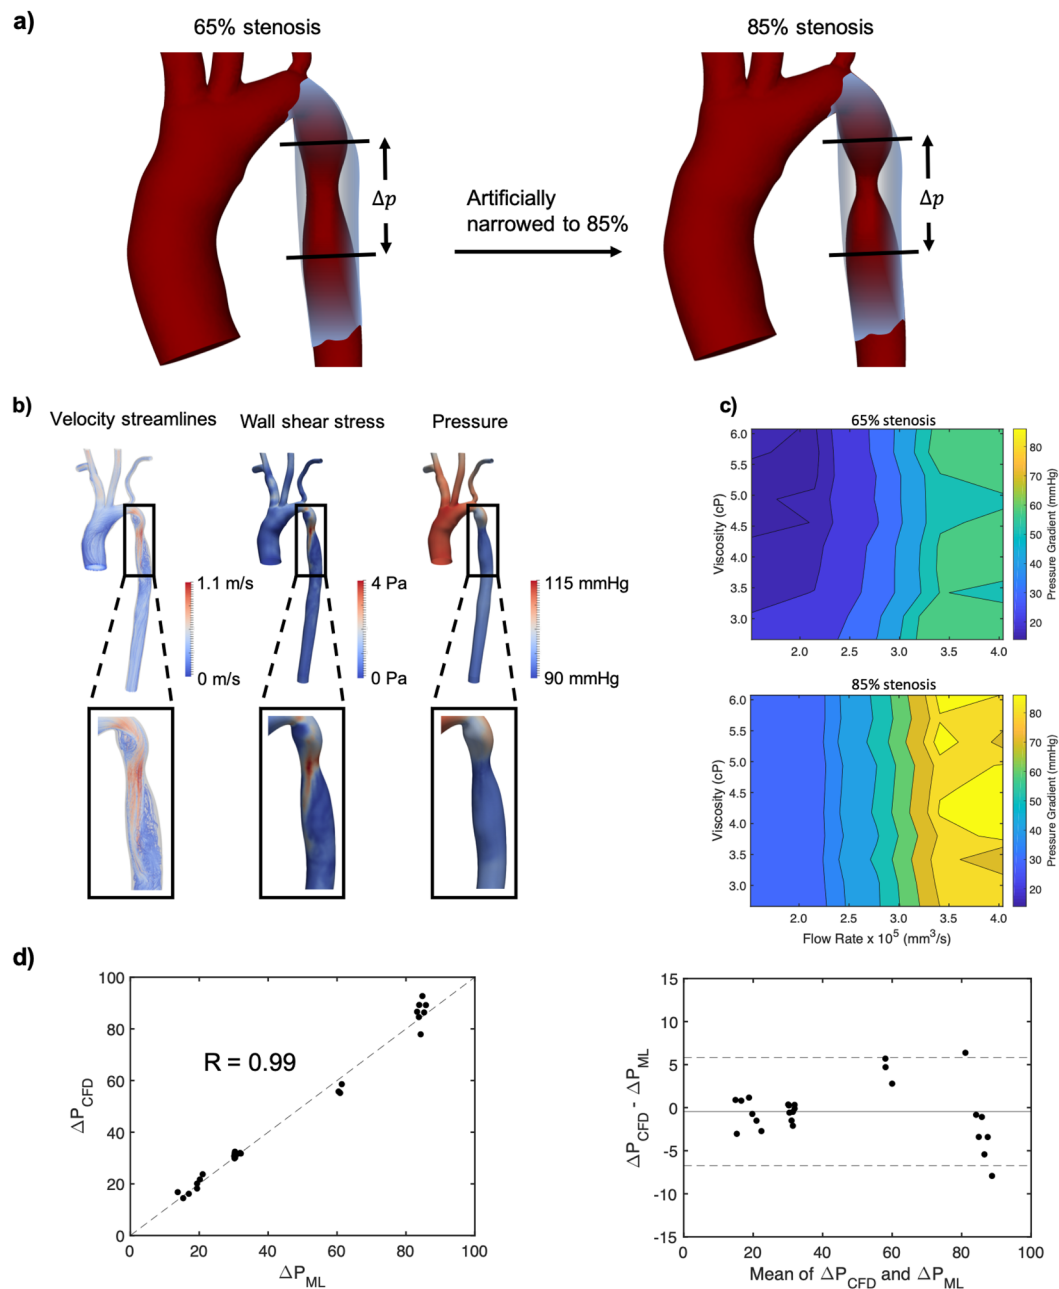 a)
65% stenosis
85% stenosis
Δp
Artificially
narrowed to 85%
Δp
b)
Velocity streamlines
Wall shear stress
Pressure
1.1 m/s
0 m/s
4 Pa
0 Pa
115 mmHg
90 mmHg
c)
65% stenosis
6.0
5.5
5.0
4.5
4.0
3.5
3.0
Viscosity (cP)
2.0
2.5
3.0
3.5
4.0
80
70
60
50
40
30
20
Pressure Gradient (mmHg)
85% stenosis
6.0
5.5
5.0
4.5
4.2
3.5
3.0
Viscosity (cP)
2.0
2.5
3.0
3.5
4.0
Flow Rate x 10⁵ (mm³/s)
80
70
60
50
40
30
20
Pressure Gradient (mmHg)
d)
100
80
60
40
20
0
ΔP_CFD
R = 0.99
0
20
40
60
80
100
ΔP_ML
15
10
5
0
-5
-10
-15
ΔP_CFD - ΔP_ML
0
20
40
60
80
100
Mean of ΔP_CFD and ΔP_ML